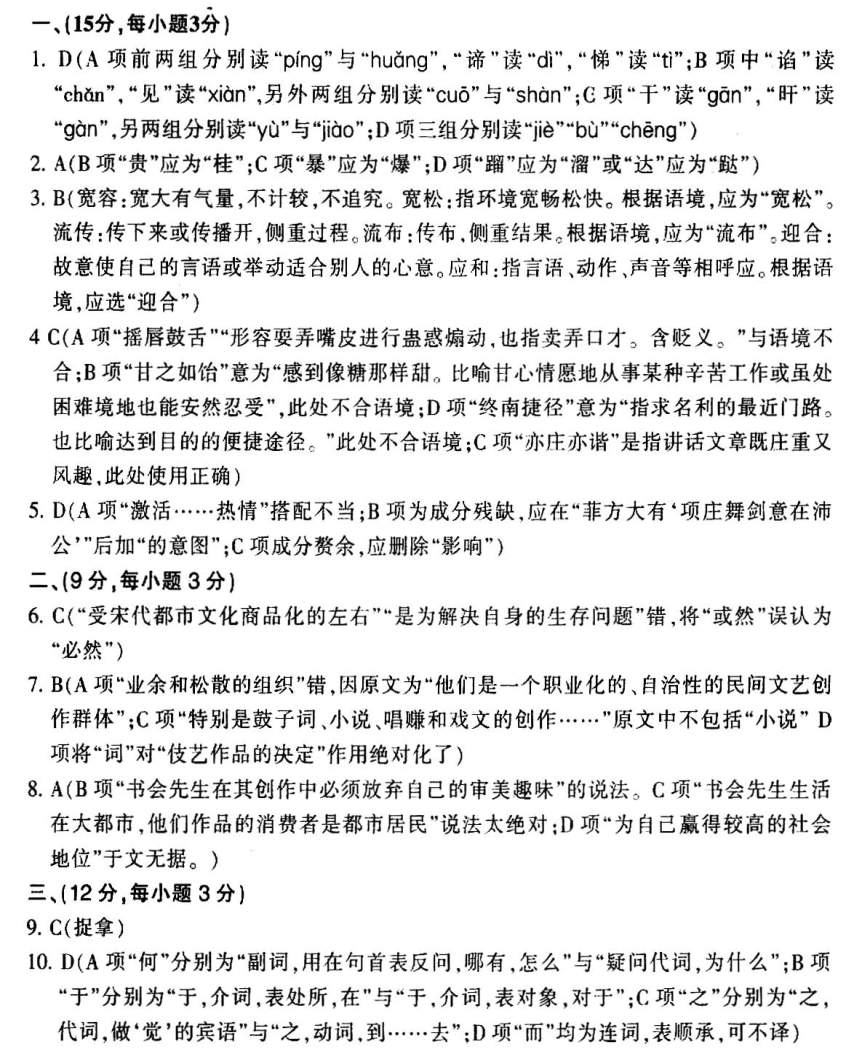 一、(15分,每小题3分)
1. D(A 项前两组分别读“píng”与“huǎng”,“谛”读“dì”,“悌”读“tì”;B 项中“谄”读
“chǎn”,“见”读“xiàn”,另外两组分别读“cuō”与“shàn”;C 项“干”读“gān”,“旰”读
“gàn”,另两组分别读“yù”与“jiào”;D 项三组分别读“jiè”“bù”“chēng”)
2. A(B 项“贵”应为“桂”;C 项“暴”应为“爆”;D 项“蹓”应为“溜”或“达”应为“跶”)
3. B(宽容:宽大有气量,不计较,不追究。宽松:指环境宽畅松快。根据语境,应为“宽松”。
流传:传下来或传播开,侧重过程。流布:传布,侧重结果。根据语境,应为“流布”。迎合:
故意使自己的言语或举动适合别人的心意。应和:指言语、动作、声音等相呼应。根据语
境,应选“迎合”)
4 C(A 项“摇唇鼓舌”“形容耍弄嘴皮进行蛊惑煽动,也指卖弄口才。含贬义。”与语境不
合;B 项“甘之如饴”意为“感到像糖那样甜。比喻甘心情愿地从事某种辛苦工作或虽处
困难境地也能安然忍受”,此处不合语境;D 项“终南捷径”意为“指求名利的最近门路。
也比喻达到目的的便捷途径。”此处不合语境;C 项“亦庄亦谐”是指讲话文章既庄重又
风趣,此处使用正确)
5. D(A 项“激活……热情”搭配不当;B 项为成分残缺,应在“菲方大有‘项庄舞剑意在沛
公’”后加“的意图”;C 项成分赘余,应删除“影响”)
二、(9 分,每小题 3 分)
6. C(“受宋代都市文化商品化的左右”“是为解决自身的生存问题”错,将“或然”误认为
“必然”)
7. B(A 项“业余和松散的组织”错,因原文为“他们是一个职业化的、自治性的民间文艺创
作群体”;C 项“特别是鼓子词、小说、唱赚和戏文的创作……”原文中不包括“小说” D
项将“词”对“伎艺作品的决定”作用绝对化了)
8. A(B 项“书会先生在其创作中必须放弃自己的审美趣味”的说法。C 项“书会先生生活
在大都市,他们作品的消费者是都市居民”说法太绝对;D 项“为自己赢得较高的社会
地位”于文无据。)
三、(12 分,每小题 3 分)
9. C(捉拿)
10. D(A 项“何”分别为“副词,用在句首表反问,哪有,怎么”与“疑问代词,为什么”;B 项
“于”分别为“于,介词,表处所,在”与“于,介词,表对象,对于”;C 项“之”分别为“之,
代词,做‘觉’的宾语”与“之,动词,到……去”;D 项“而”均为连词,表顺承,可不译)